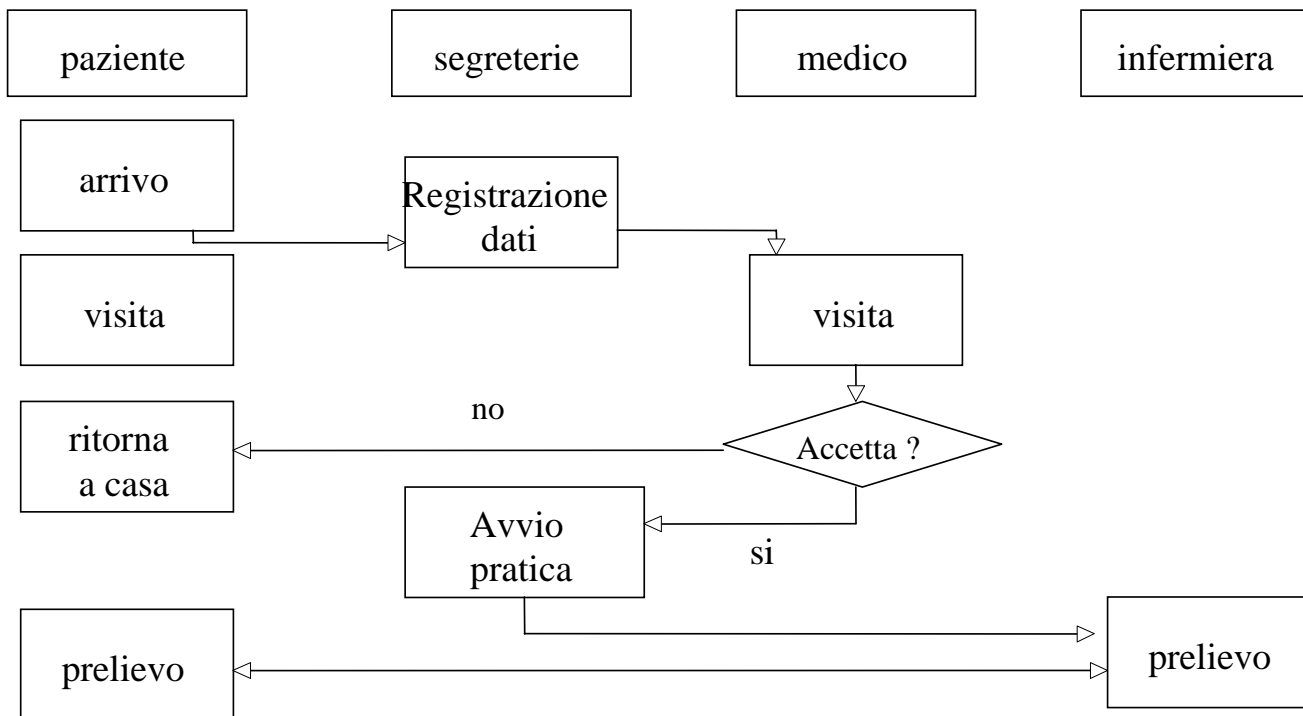 paziente
segreterie
medico
infermiera
arrivo
Registrazione
dati
visita
visita
no
ritorna
a casa
Accetta ?
Avvio
pratica
si
prelievo
prelievo